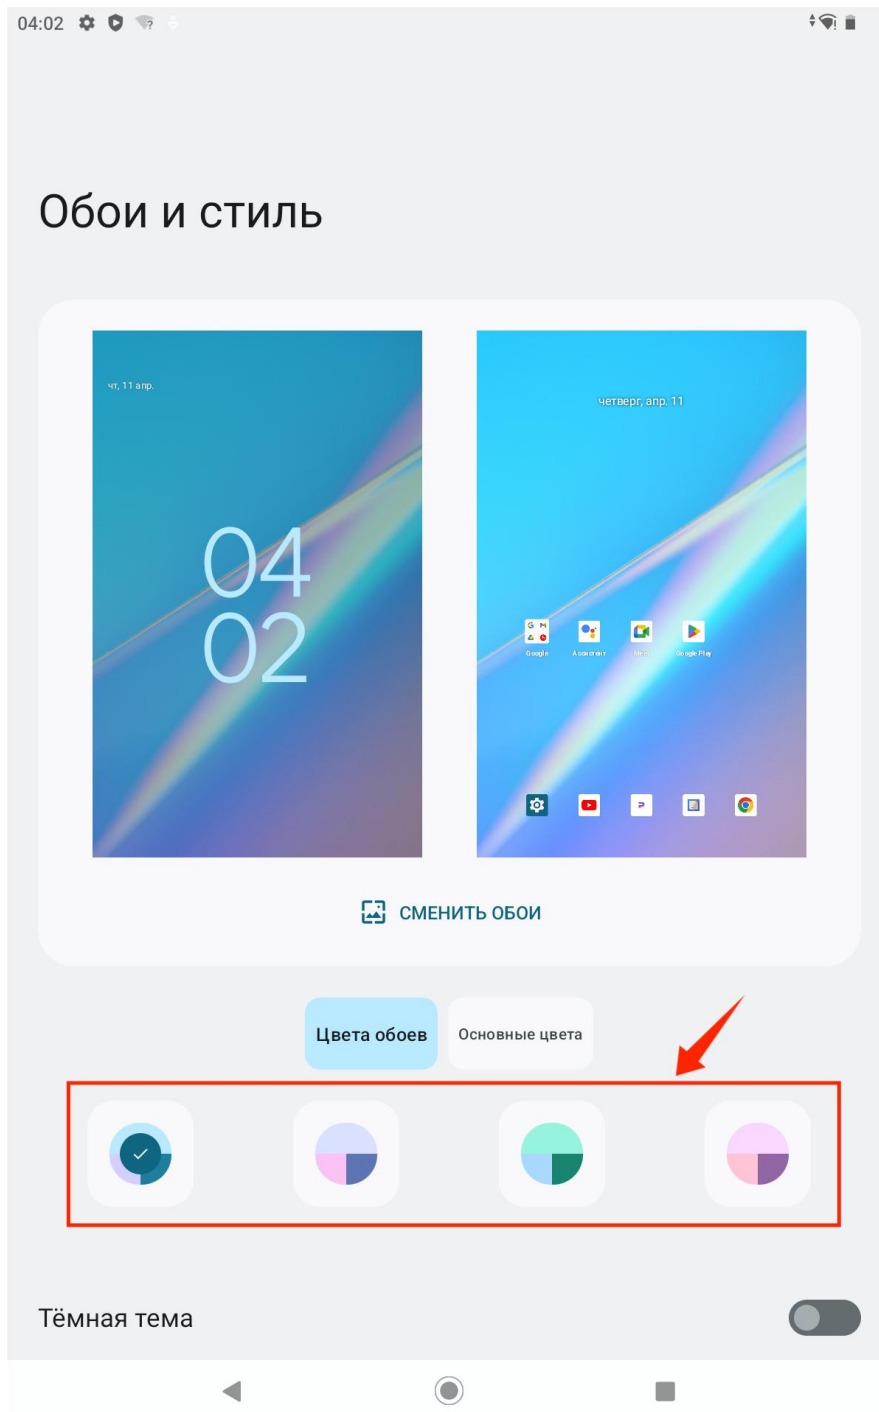 04:02
Обои и стиль
чт, 11 апр.
04
02
четверг, апр. 11
Google Ассистент Meet Google Play
СМЕНИТЬ ОБОИ
Цвета обоев Основные цвета
Тёмная тема